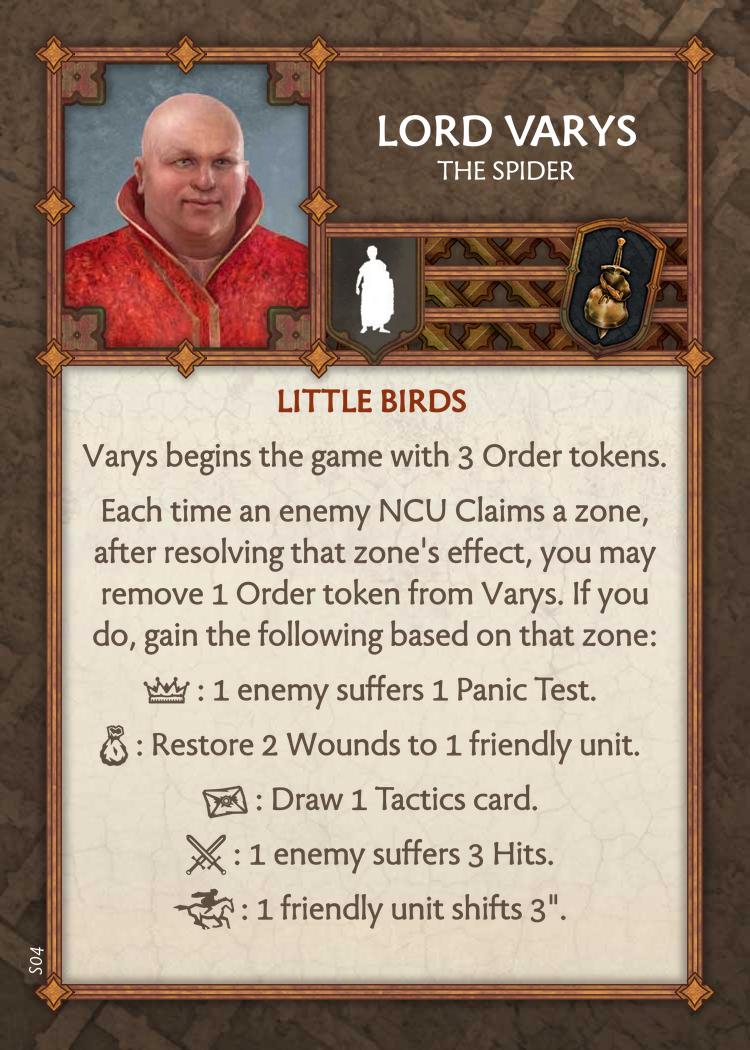 LORD VARYS
THE SPIDER
LITTLE BIRDS
Varys begins the game with 3 Order tokens.
Each time an enemy NCU Claims a zone,
after resolving that zone's effect, you may
remove 1 Order token from Varys. If you
do, gain the following based on that zone:
: 1 enemy suffers 1 Panic Test.
: Restore 2 Wounds to 1 friendly unit.
: Draw 1 Tactics card.
: 1 enemy suffers 3 Hits.
: 1 friendly unit shifts 3".
S04